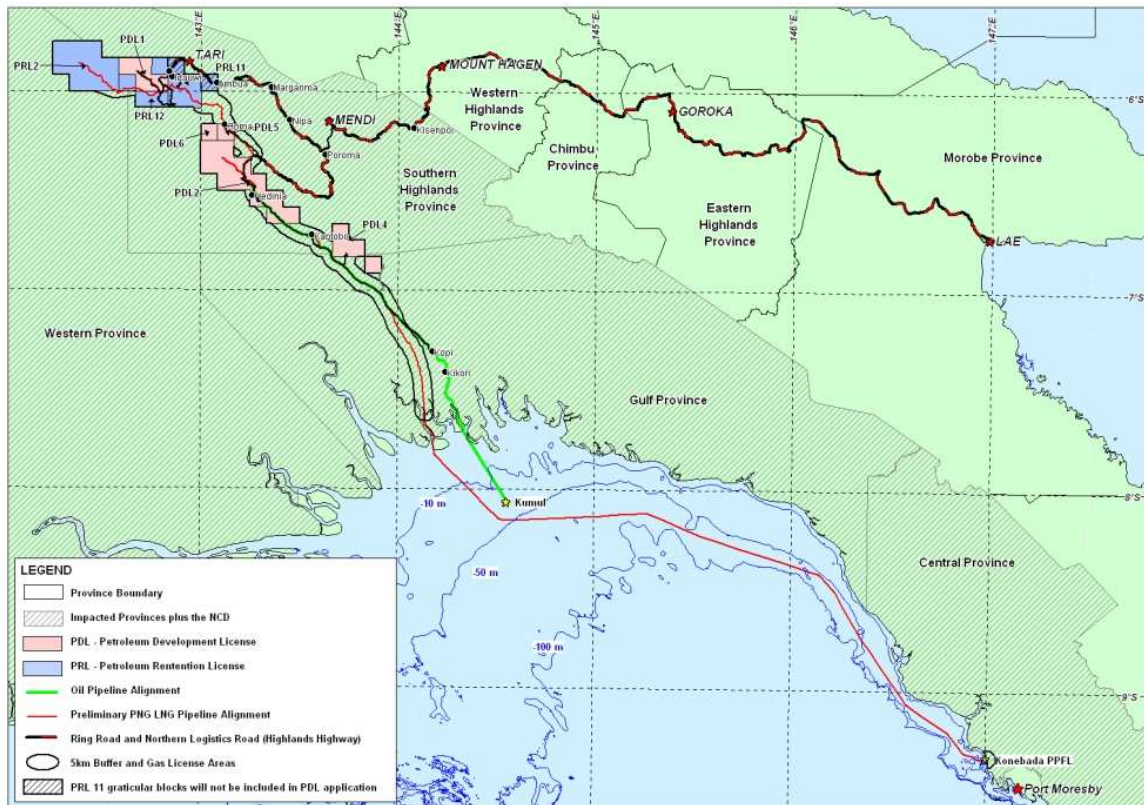 143°E
144°E
145°E
146°E
147°E
PDL1
TARI
PRL2
PRL11
MOUNT HAGEN
Idauwi
Ambua
Margarima
Western
Highlands
Province
6°S
PRL12
Nipa
MENDI
Kisenpoi
GOROKA
Homa
PDL5
PDL6
Poroma
Chimbu
Province
Morobe Province
Southern
Highlands
Province
PDL2
Hedinia
Eastern
Highlands
Province
PDL4
Kantobo
LAE
7°S
Western Province
Kopi
Kikori
Gulf Province
8°S
-10 m
Kumul
-50 m
Central Province
-100 m
9°S
Konebada PPFL
Port Moresby
LEGEND
Province Boundary
Impacted Provinces plus the NCD
PDL - Petroleum Development License
PRL - Petroleum Rentention License
Oil Pipeline Alignment
Preliminary PNG LNG Pipeline Alignment
Ring Road and Northern Logistics Road (Highlands Highway)
5km Buffer and Gas License Areas
PRL 11 graticular blocks will not be included in PDL application